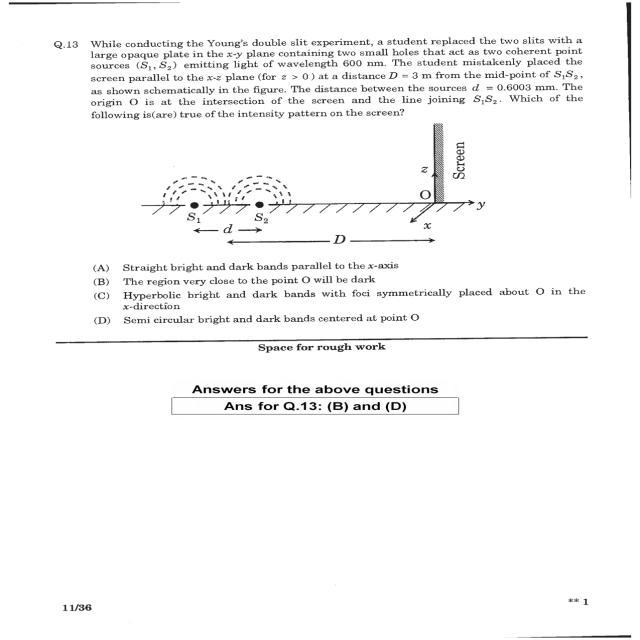 Q.13 While conducting the Young's double slit experiment, a student replaced the two slits with a
large opaque plate in the x-y plane containing two small holes that act as two coherent point
sources (S₁, S₂) emitting light of wavelength 600 nm. The student mistakenly placed the
screen parallel to the x-z plane (for z > 0) at a distance D = 3 m from the mid-point of S₁S₂,
as shown schematically in the figure. The distance between the sources d = 0.6003 mm. The
origin O is at the intersection of the screen and the line joining S₁S₂. Which of the
following is(are) true of the intensity pattern on the screen?
Screen
z
O
y
S₁ S₂
x
d
D
(A) Straight bright and dark bands parallel to the x-axis
(B) The region very close to the point O will be dark
(C) Hyperbolic bright and dark bands with foci symmetrically placed about O in the
x-direction
(D) Semi circular bright and dark bands centered at point O
Space for rough work
Answers for the above questions
Ans for Q.13: (B) and (D)
11/36
** 1